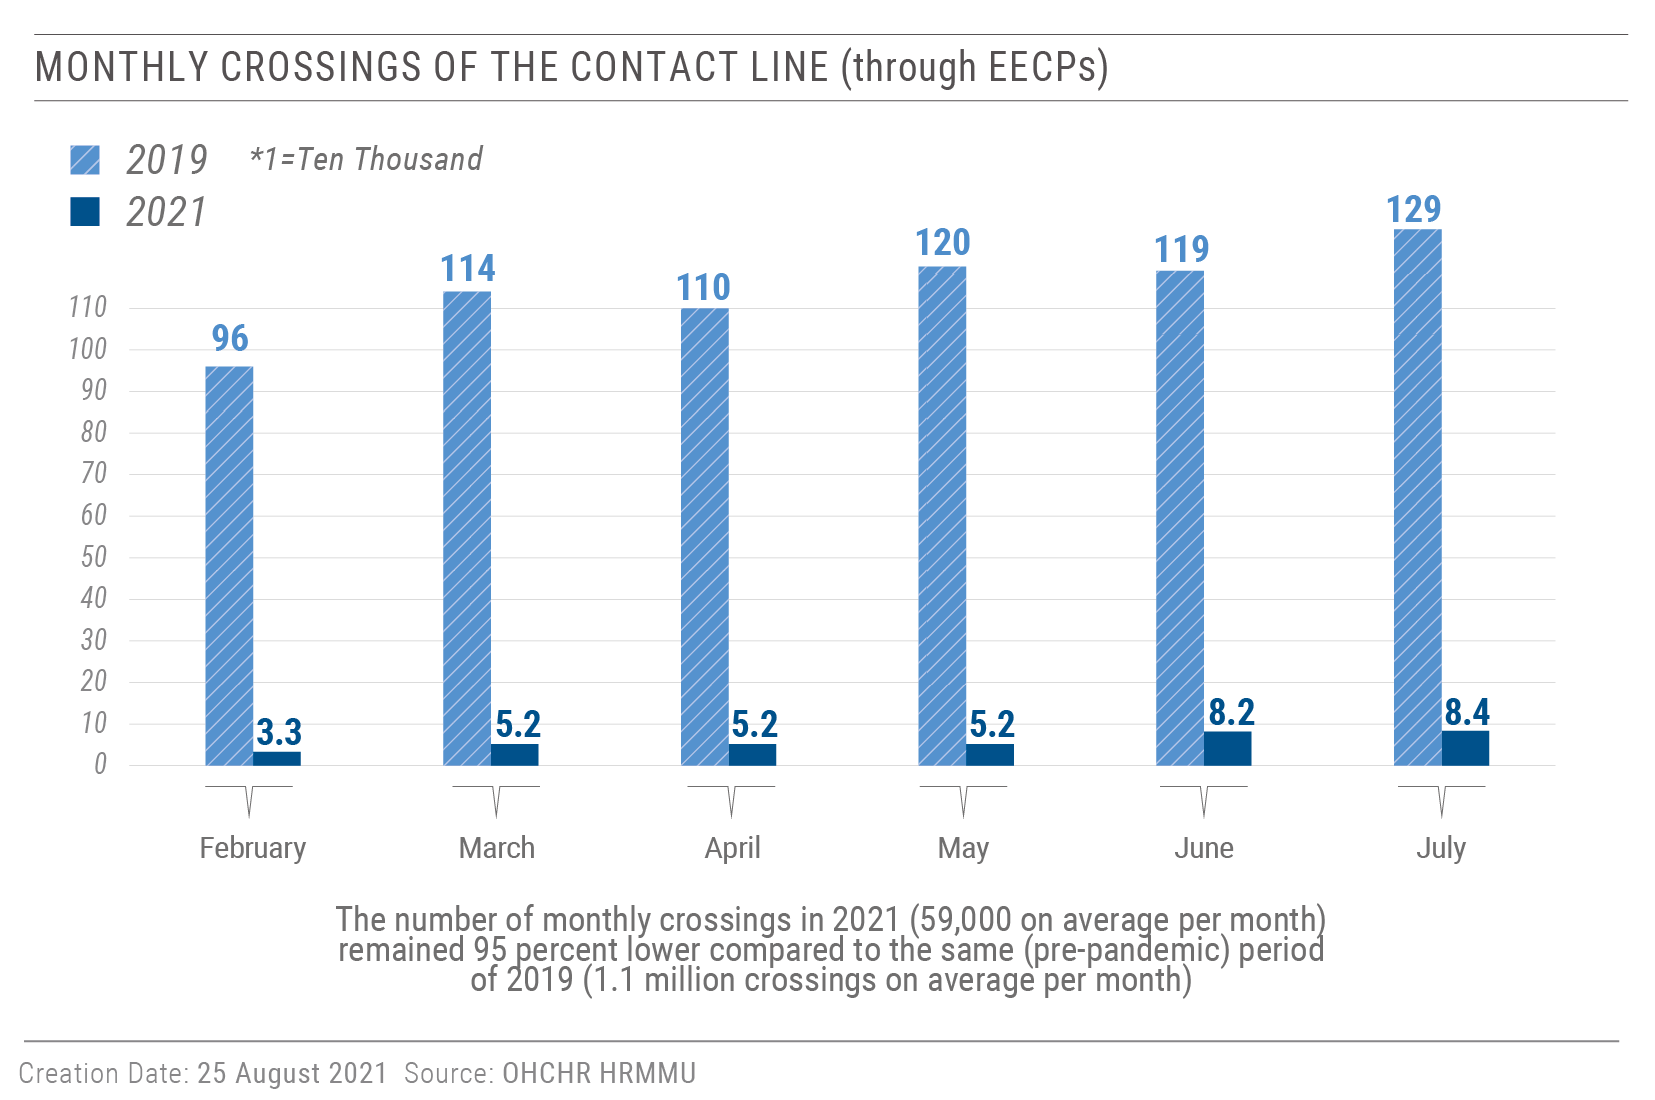 MONTHLY CROSSINGS OF THE CONTACT LINE (through EECPs)
2019 *1=Ten Thousand
2021
129
120
119
114
110
96
110
100
90
80
70
60
50
40
30
20
10
0
3.3
5.2
5.2
5.2
8.2
8.4
February
March
April
May
June
July
The number of monthly crossings in 2021 (59,000 on average per month)
remained 95 percent lower compared to the same (pre-pandemic) period
of 2019 (1.1 million crossings on average per month)
Creation Date: 25 August 2021 Source: OHCHR HRMMU